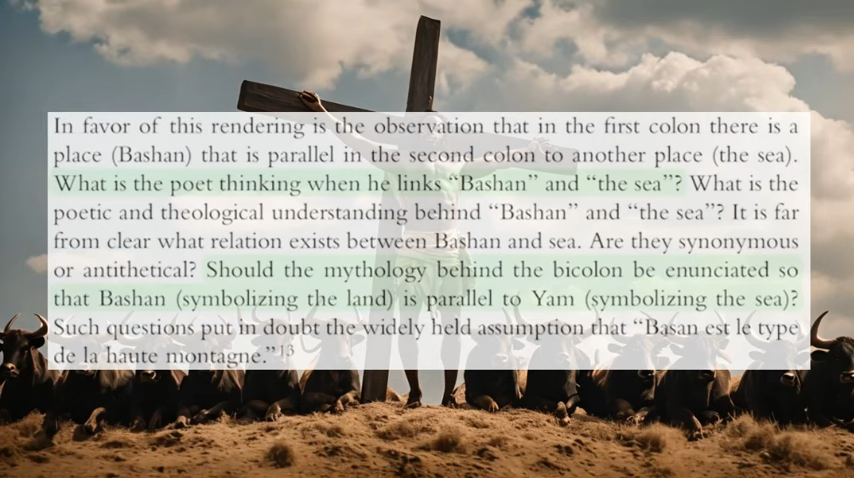 In favor of this rendering is the observation that in the first colon there is a
place (Bashan) that is parallel in the second colon to another place (the sea).
What is the poet thinking when he links “Bashan” and “the sea”? What is the
poetic and theological understanding behind “Bashan” and “the sea”? It is far
from clear what relation exists between Bashan and sea. Are they synonymous
or antithetical? Should the mythology behind the bicolon be enunciated so
that Bashan (symbolizing the land) is parallel to Yam (symbolizing the sea)?
Such questions put in doubt the widely held assumption that “Basan est le type
de la haute montagne.”13